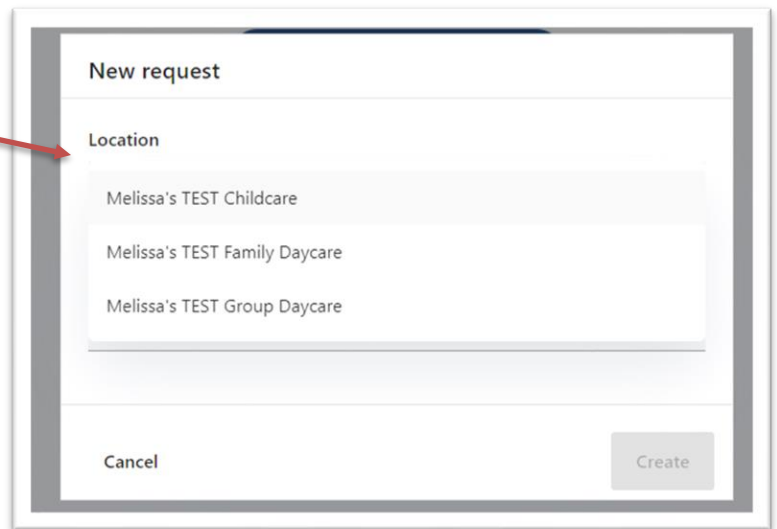 New request
Location
Melissa's TEST Childcare
Melissa's TEST Family Daycare
Melissa's TEST Group Daycare
Cancel
Create